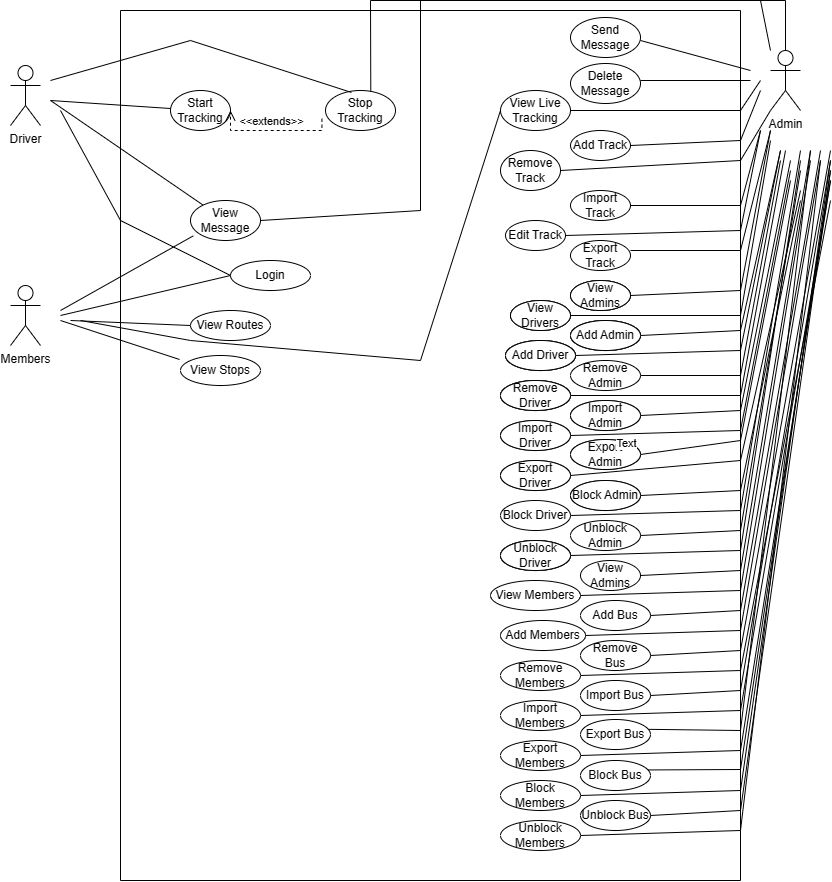 Send
Message
Delete
Message
Driver
Start
Tracking
<<extends>>
Stop
Tracking
View Live
Tracking
Admin
Add Track
Remove
Track
View
Message
Import
Track
Edit Track
Export
Track
Login
Members
View Routes
View Stops
View
Admins
View
Drivers
Add Admin
Add Driver
Remove
Admin
Remove
Driver
Import
Admin
Import
Driver
Export
Admin
Text
Export
Driver
Block Admin
Block Driver
Unblock
Admin
Unblock
Driver
View
Admins
View Members
Add Bus
Add Members
Remove
Bus
Remove
Members
Import Bus
Import
Members
Export Bus
Export
Members
Block Bus
Block
Members
Unblock Bus
Unblock
Members